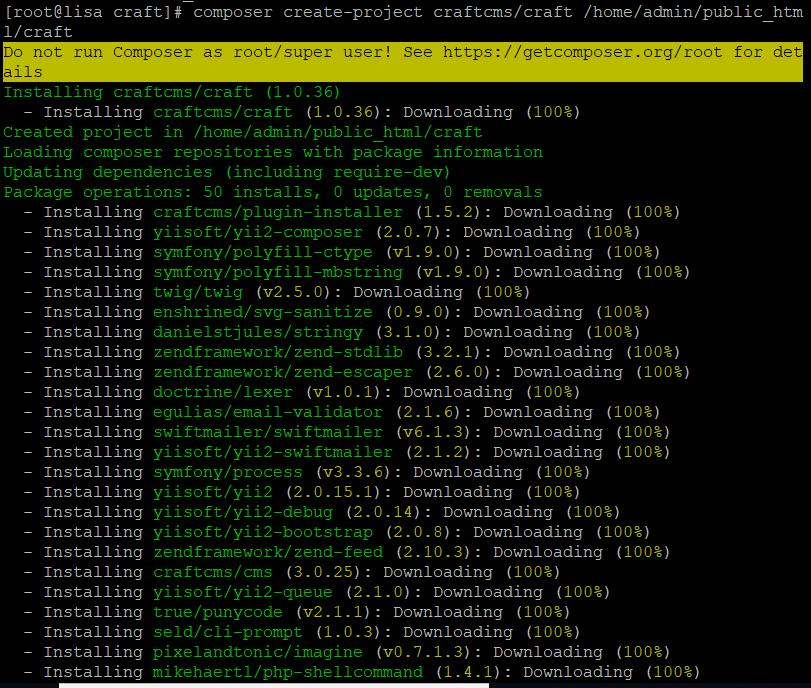 [root@lisa craft]# composer create-project craftcms/craft /home/admin/public_htm
l/craft
Do not run Composer as root/super user! See https://getcomposer.org/root for det
ails
Installing craftcms/craft (1.0.36)
  - Installing craftcms/craft (1.0.36): Downloading (100%)
Created project in /home/admin/public_html/craft
Loading composer repositories with package information
Updating dependencies (including require-dev)
Package operations: 50 installs, 0 updates, 0 removals
  - Installing craftcms/plugin-installer (1.5.2): Downloading (100%)
  - Installing yiisoft/yii2-composer (2.0.7): Downloading (100%)
  - Installing symfony/polyfill-ctype (v1.9.0): Downloading (100%)
  - Installing symfony/polyfill-mbstring (v1.9.0): Downloading (100%)
  - Installing twig/twig (v2.5.0): Downloading (100%)
  - Installing enshrined/svg-sanitize (0.9.0): Downloading (100%)
  - Installing danielstjules/stringy (3.1.0): Downloading (100%)
  - Installing zendframework/zend-stdlib (3.2.1): Downloading (100%)
  - Installing zendframework/zend-escaper (2.6.0): Downloading (100%)
  - Installing doctrine/lexer (v1.0.1): Downloading (100%)
  - Installing egulias/email-validator (2.1.6): Downloading (100%)
  - Installing swiftmailer/swiftmailer (v6.1.3): Downloading (100%)
  - Installing yiisoft/yii2-swiftmailer (2.1.2): Downloading (100%)
  - Installing symfony/process (v3.3.6): Downloading (100%)
  - Installing yiisoft/yii2 (2.0.15.1): Downloading (100%)
  - Installing yiisoft/yii2-debug (2.0.14): Downloading (100%)
  - Installing yiisoft/yii2-bootstrap (2.0.8): Downloading (100%)
  - Installing zendframework/zend-feed (2.10.3): Downloading (100%)
  - Installing craftcms/cms (3.0.25): Downloading (100%)
  - Installing yiisoft/yii2-queue (2.1.0): Downloading (100%)
  - Installing true/punycode (v2.1.1): Downloading (100%)
  - Installing seld/cli-prompt (1.0.3): Downloading (100%)
  - Installing pixelandtonic/imagine (v0.7.1.3): Downloading (100%)
  - Installing mikehaertl/php-shellcommand (1.4.1): Downloading (100%)